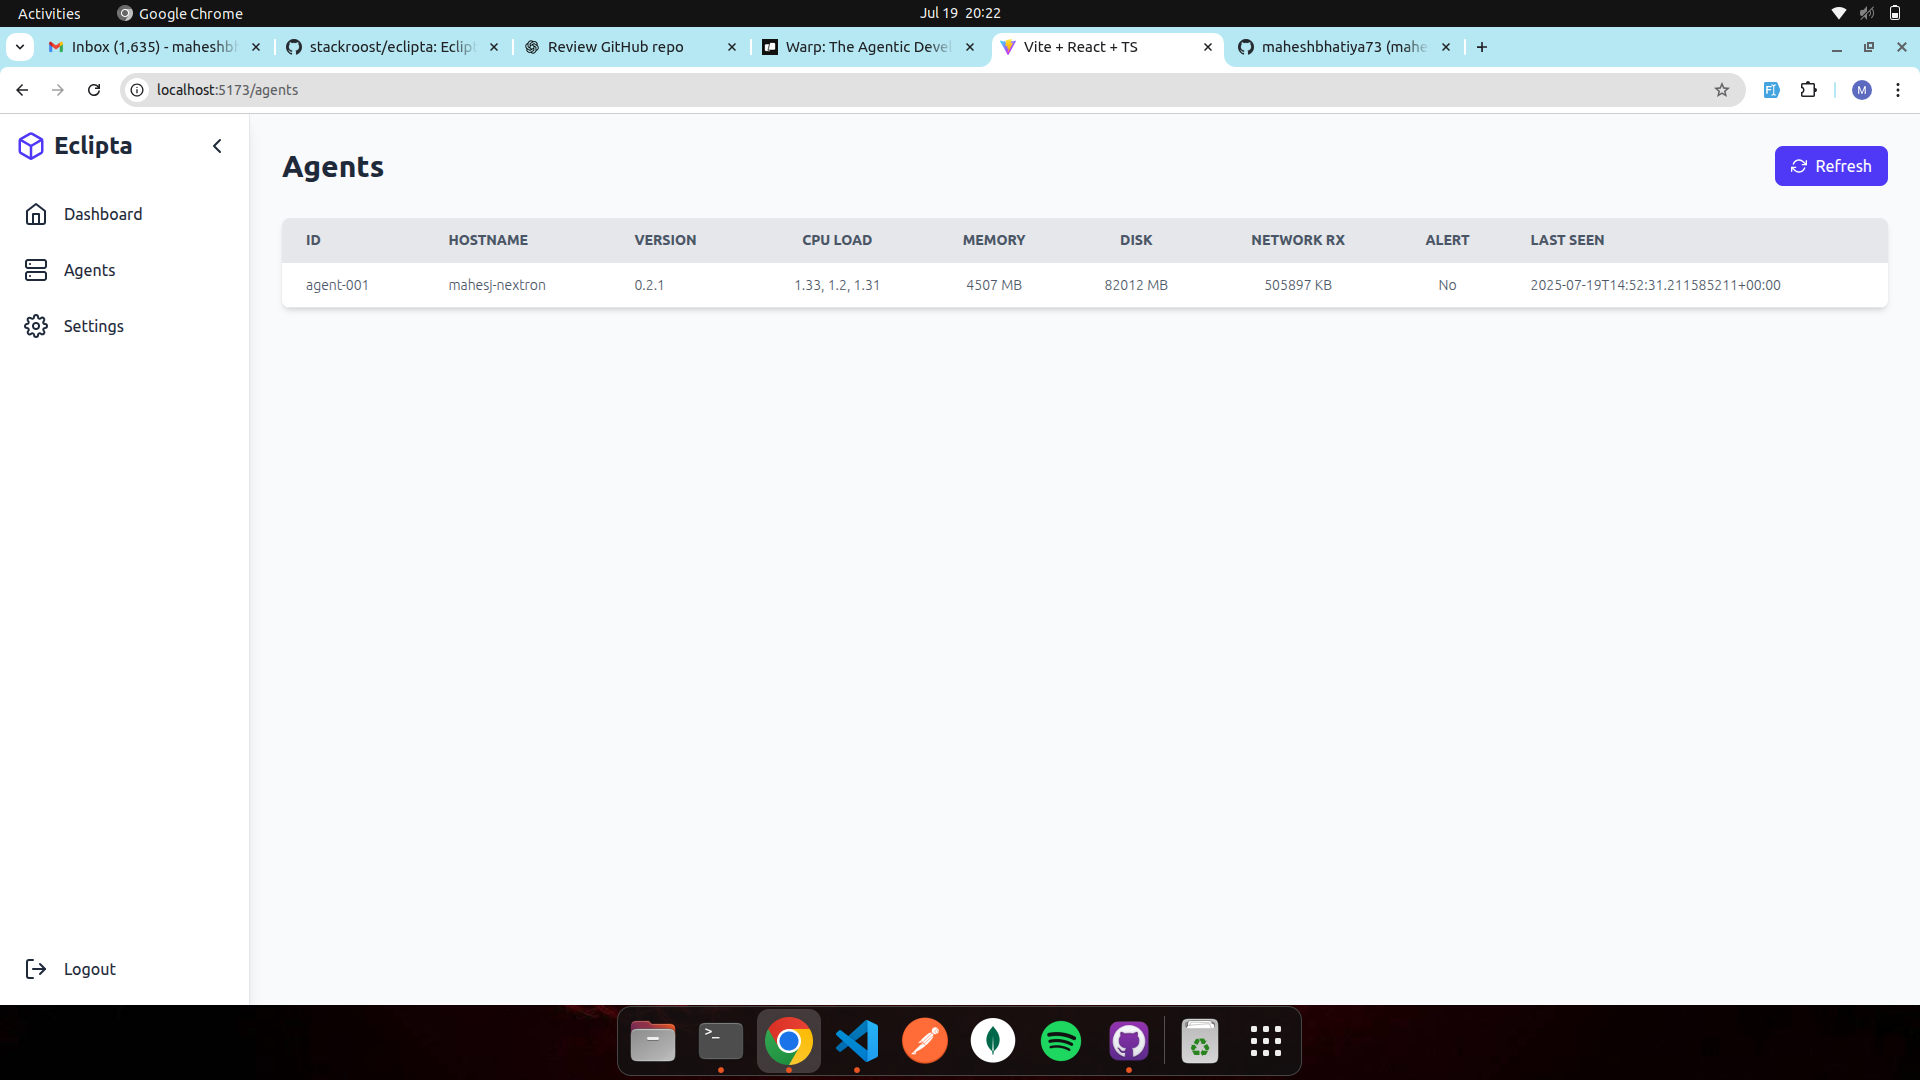 Activities Google Chrome Jul 19 20:22
Inbox (1,635) - maheshbh stackroost/eclipta: Eclip Review GitHub repo Warp: The Agentic Devel Vite + React + TS maheshbhatiya73 (mahe
localhost:5173/agents M
Eclipta
Agents
Refresh
Dashboard
Agents
Settings
ID HOSTNAME VERSION CPU LOAD MEMORY DISK NETWORK RX ALERT LAST SEEN
agent-001 mahesj-nextron 0.2.1 1.33, 1.2, 1.31 4507 MB 82012 MB 505897 KB No 2025-07-19T14:52:31.211585211+00:00
Logout